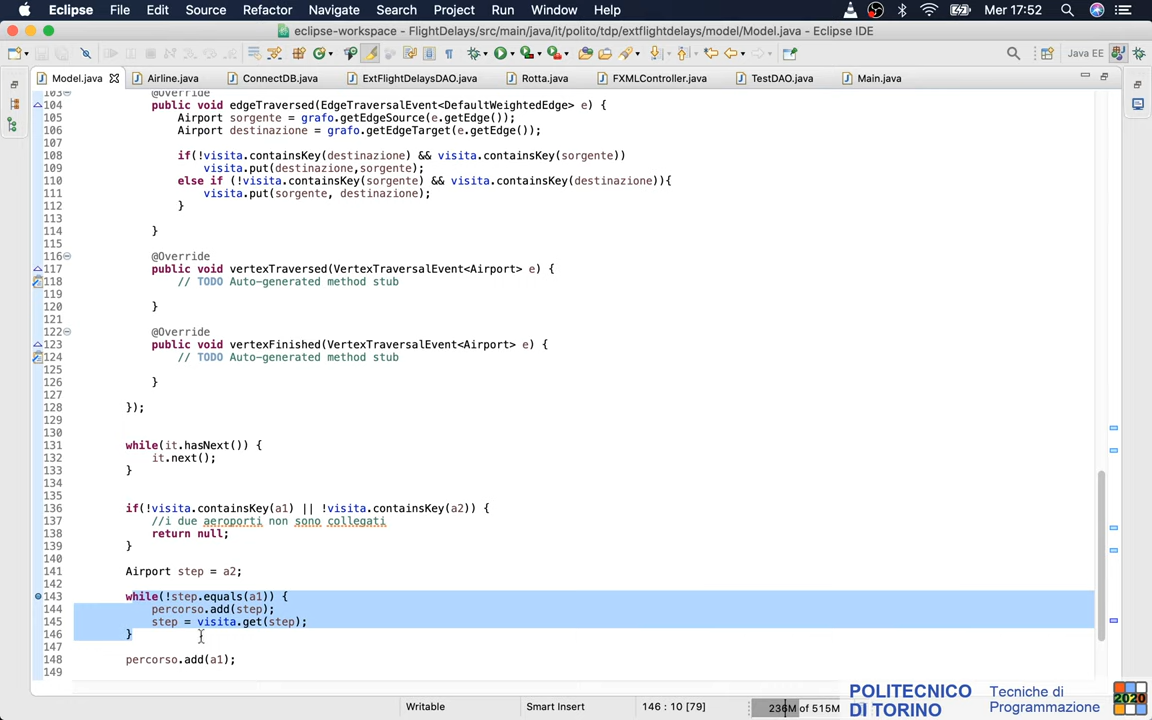 Eclipse File Edit Source Refactor Navigate Search Project Run Window Help Mer 17:52
eclipse-workspace - FlightDelays/src/main/java/it/polito/tdp/extflightdelays/model/Model.java - Eclipse IDE
Java EE
Model.java Airline.java ConnectDB.java ExtFlightDelaysDAO.java Rotta.java FXMLController.java TestDAO.java Main.java
103 @Override
104 public void edgeTraversed(EdgeTraversalEvent<DefaultWeightedEdge> e) {
105 Airport sorgente = grafo.getEdgeSource(e.getEdge());
106 Airport destinazione = grafo.getEdgeTarget(e.getEdge());
107
108 if(!visita.containsKey(destinazione) && visita.containsKey(sorgente))
109 visita.put(destinazione,sorgente);
110 else if (!visita.containsKey(sorgente) && visita.containsKey(destinazione)){
111 visita.put(sorgente, destinazione);
112 }
113
114 }
115
116 @Override
117 public void vertexTraversed(VertexTraversalEvent<Airport> e) {
118 // TODO Auto-generated method stub
119
120 }
121
122 @Override
123 public void vertexFinished(VertexTraversalEvent<Airport> e) {
124 // TODO Auto-generated method stub
125
126 }
127
128 });
129
130
131 while(it.hasNext()) {
132 it.next();
133 }
134
135
136 if(!visita.containsKey(a1) || !visita.containsKey(a2)) {
137 //i due aeroporti non sono collegati
138 return null;
139 }
140
141 Airport step = a2;
142
143 while(!step.equals(a1)) {
144 percorso.add(step);
145 step = visita.get(step);
146 }
147
148 percorso.add(a1);
149
Writable Smart Insert 146 : 10 [79] 236M of 515M
POLITECNICO
DI TORINO
Tecniche di
Programmazione
2020